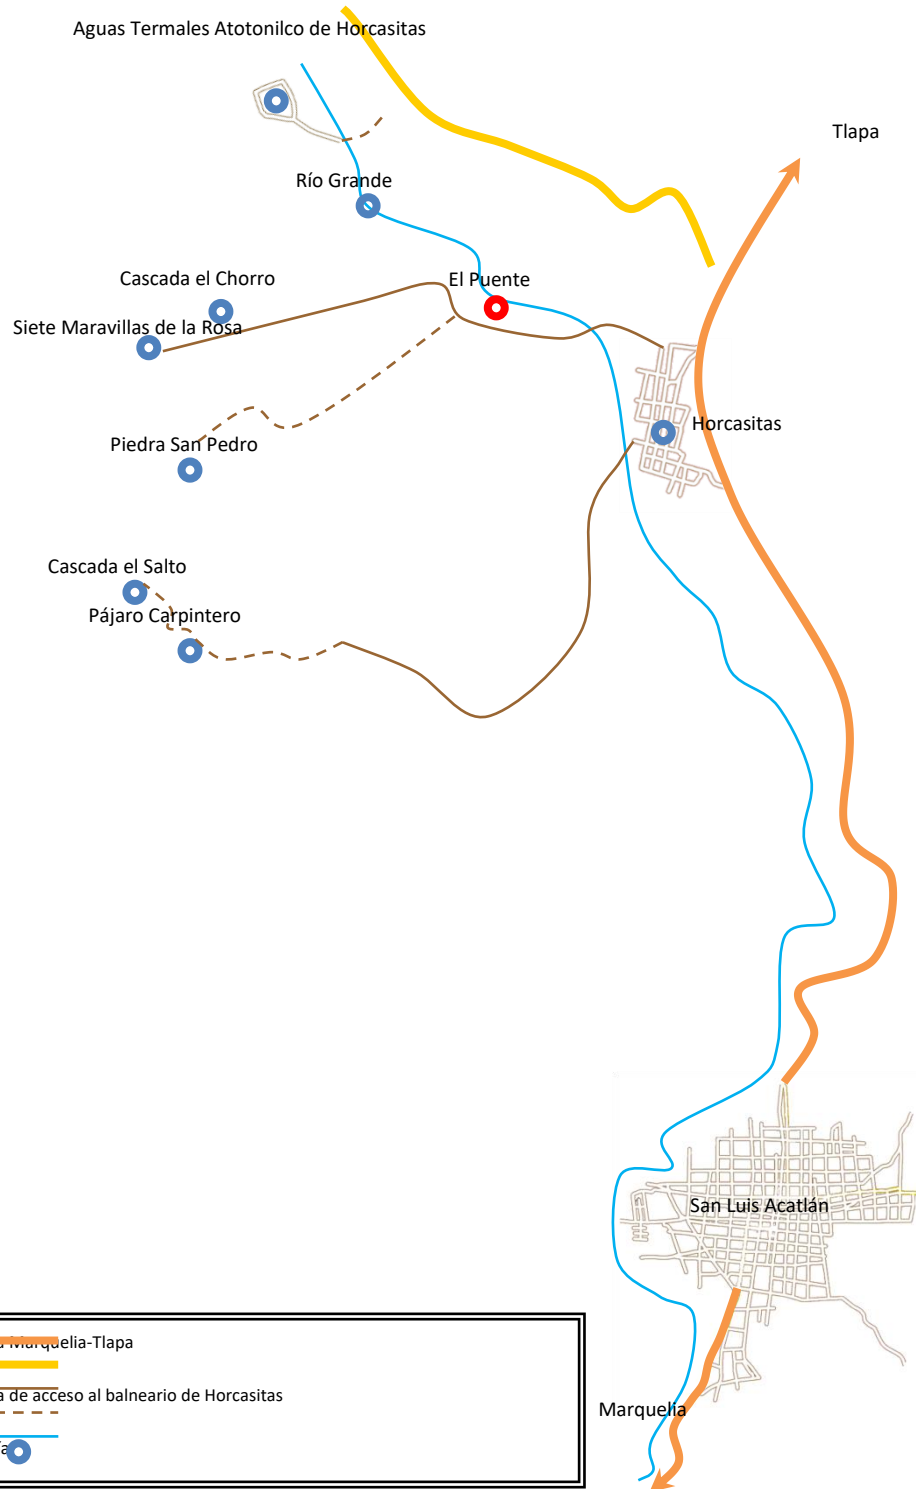 Aguas Termales Atotonilco de Horcasitas
Tlapa
Río Grande
Cascada el Chorro
El Puente
Siete Maravillas de la Rosa
Horcasitas
Piedra San Pedro
Cascada el Salto
Pájaro Carpintero
San Luis Acatlán
Marquelia-Tlapa
a de acceso al balneario de Horcasitas
Marquelia